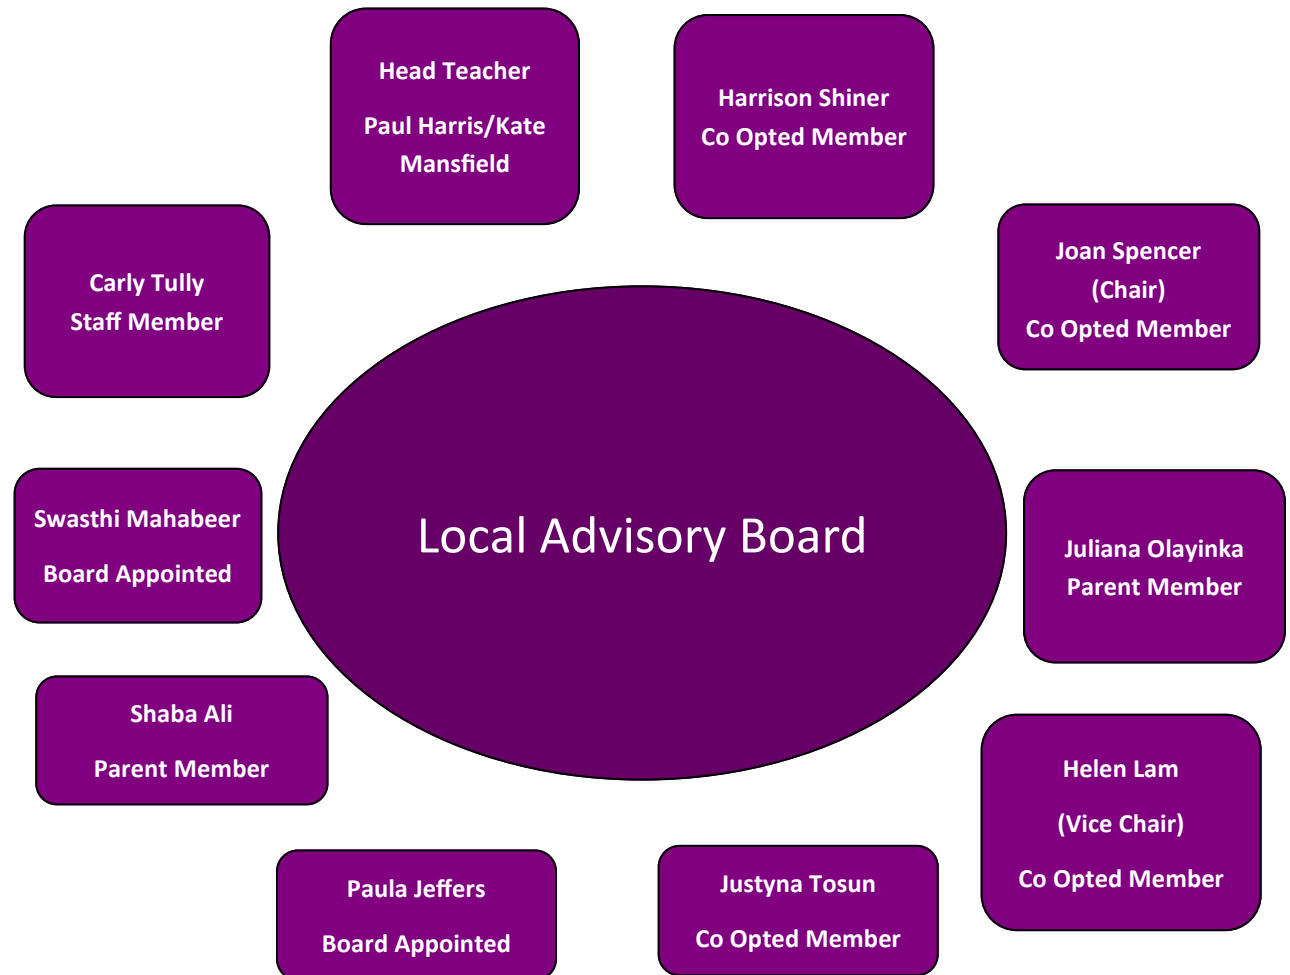 Head Teacher
Paul Harris/Kate
Mansfield
Harrison Shiner
Co Opted Member
Joan Spencer
(Chair)
Co Opted Member
Carly Tully
Staff Member
Local Advisory Board
Swasthi Mahabeer
Board Appointed
Juliana Olayinka
Parent Member
Shaba Ali
Parent Member
Helen Lam
(Vice Chair)
Co Opted Member
Paula Jeffers
Board Appointed
Justyna Tosun
Co Opted Member